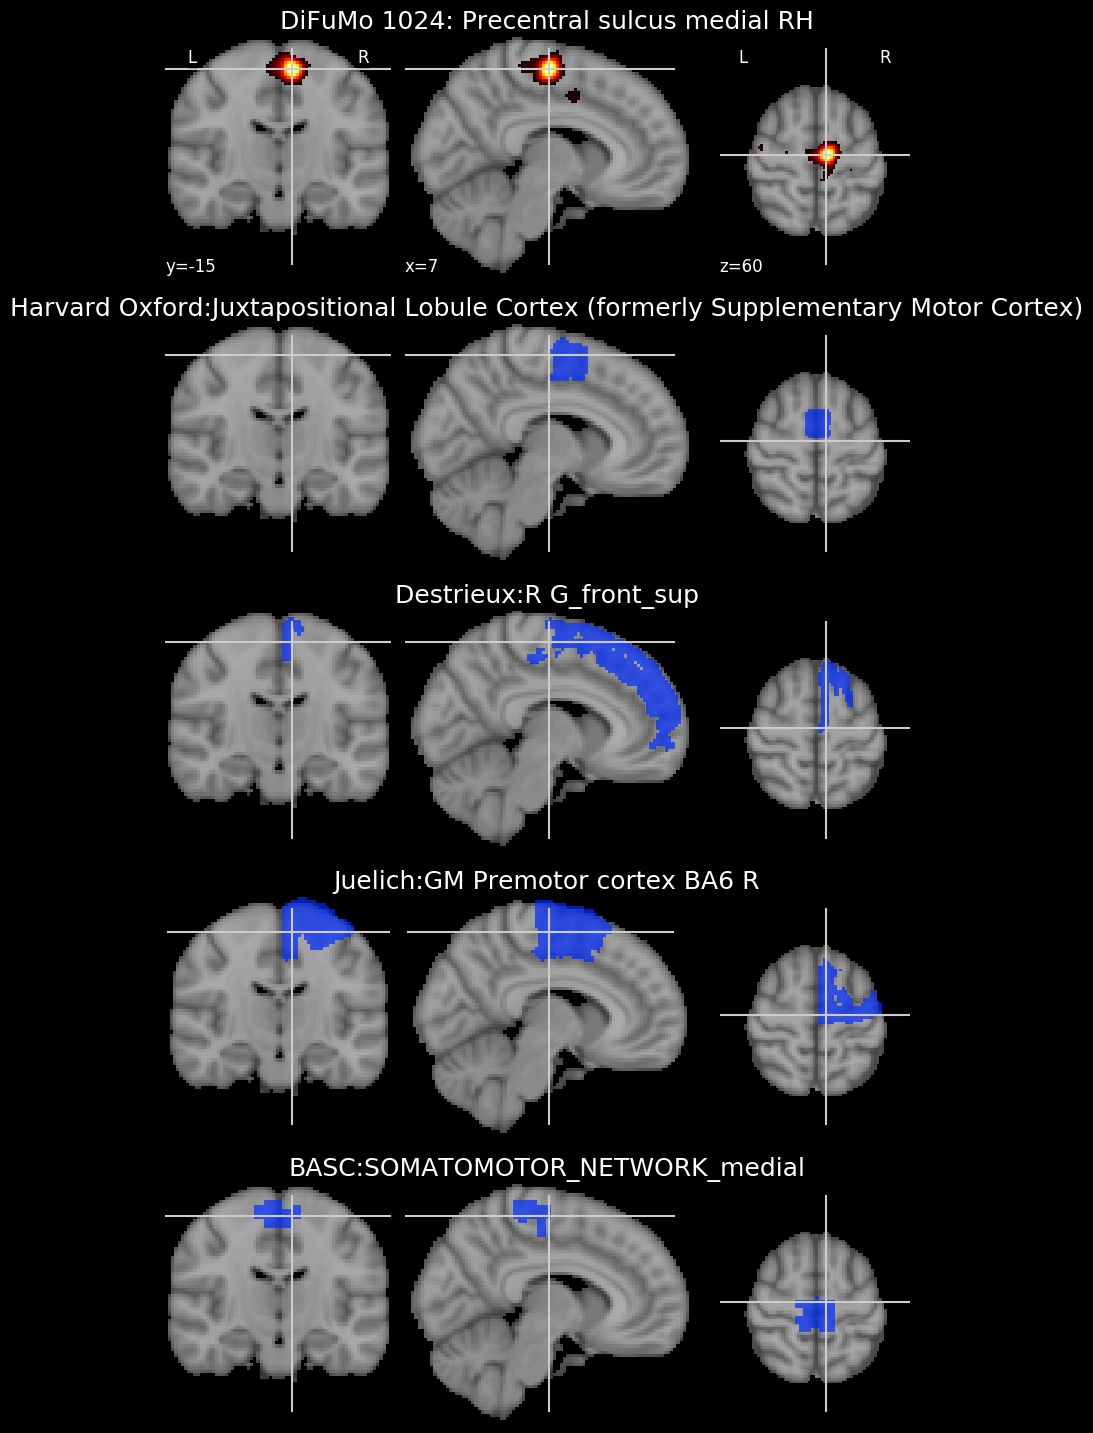 DiFuMo 1024: Precentral sulcus medial RH
L R L R
y=-15 x=7 z=60
Harvard Oxford:Juxtapositional Lobule Cortex (formerly Supplementary Motor Cortex)
Destrieux:R G_front_sup
Juelich:GM Premotor cortex BA6 R
BASC:SOMATOMOTOR_NETWORK_medial